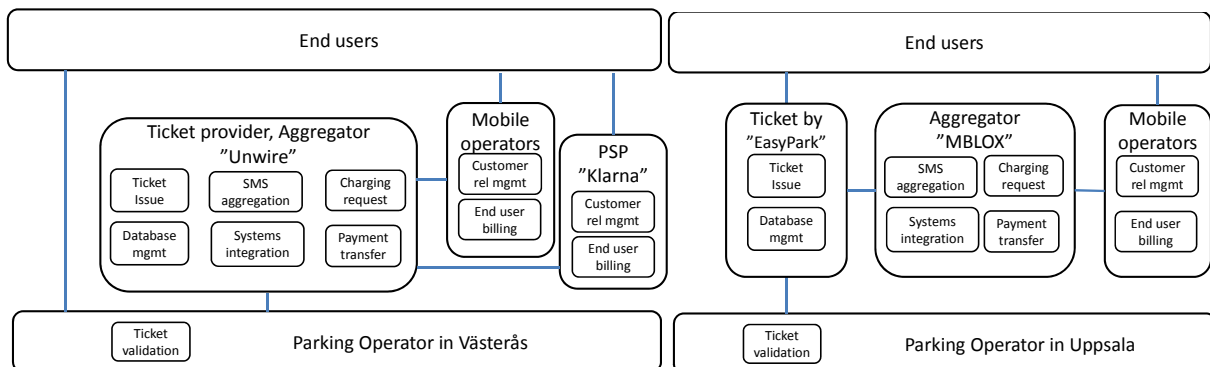 End users
Ticket provider, Aggregator
"Unwire"
Ticket
Issue
SMS
aggregation
Charging
request
Database
mgmt
Systems
integration
Payment
transfer
Mobile
operators
Customer
rel mgmt
End user
billing
PSP
"Klarna"
Customer
rel mgmt
End user
billing
Ticket
validation
Parking Operator in Västerås
End users
Ticket by
"EasyPark"
Ticket
Issue
Database
mgmt
Aggregator
"MBLOX"
SMS
aggregation
Charging
request
Systems
integration
Payment
transfer
Mobile
operators
Customer
rel mgmt
End user
billing
Ticket
validation
Parking Operator in Uppsala